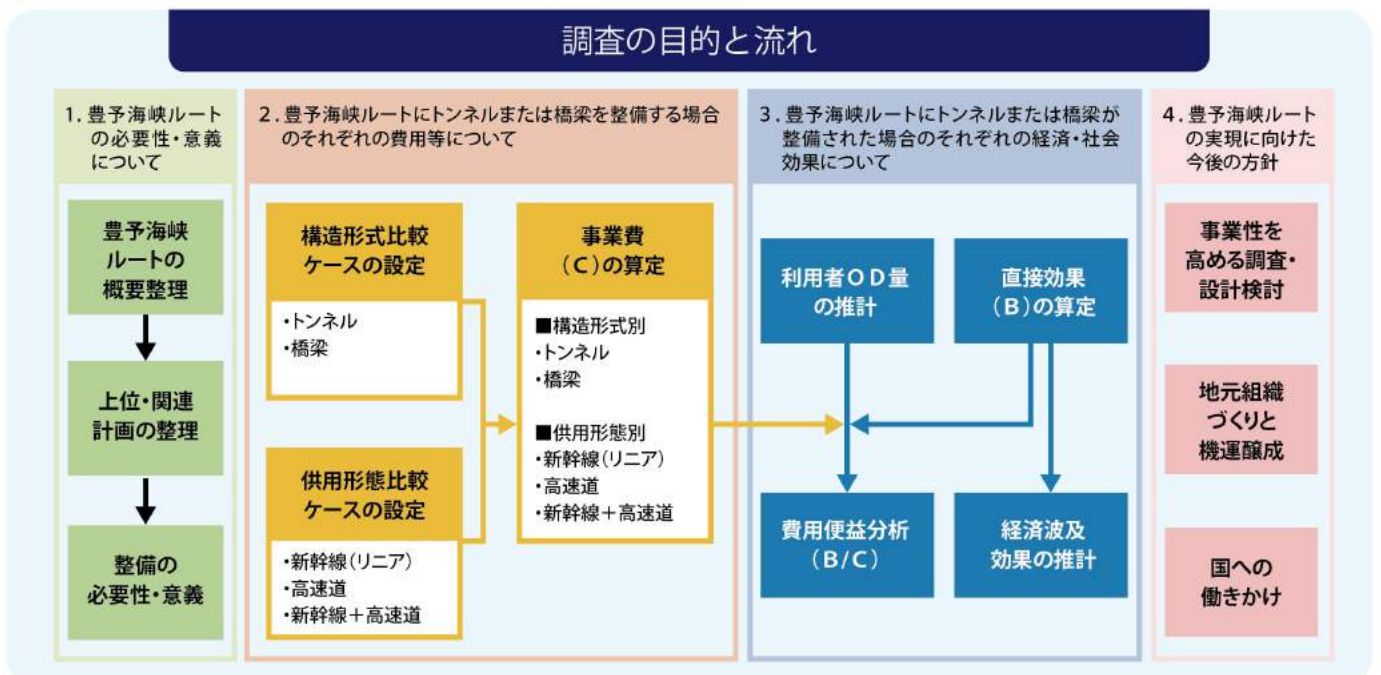 調査の目的と流れ
1.豊予海峡ルート
の必要性・意義
について
豊予海峡
ルートの
概要整理
上位・関連
計画の整理
整備の
必要性・意義
2.豊予海峡ルートにトンネルまたは橋梁を整備する場合
のそれぞれの費用等について
構造形式比較
ケースの設定
・トンネル
・橋梁
供用形態比較
ケースの設定
・新幹線(リニア)
・高速道
・新幹線+高速道
事業費
(C)の算定
■構造形式別
・トンネル
・橋梁
■供用形態別
・新幹線(リニア)
・高速道
・新幹線+高速道
3.豊予海峡ルートにトンネルまたは橋梁が
整備された場合のそれぞれの経済・社会
効果について
利用者OD量
の推計
直接効果
(B)の算定
費用便益分析
(B/C)
経済波及
効果の推計
4.豊予海峡ルート
の実現に向けた
今後の方針
事業性を
高める調査・
設計検討
地元組織
づくりと
機運醸成
国への
働きかけ